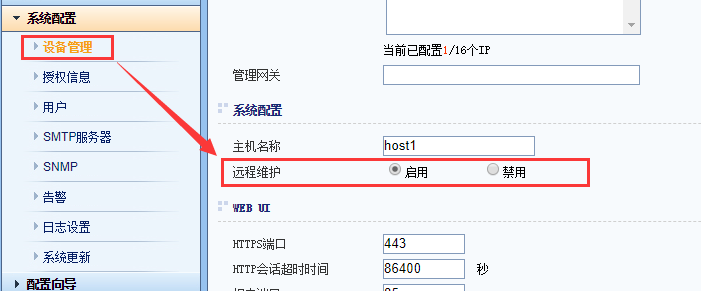 系统配置
设备管理
授权信息
用户
SMTP服务器
SNMP
告警
日志设置
系统更新
配置向导
当前已配置1/16个IP
管理网关
系统配置
主机名称 host1
远程维护 启用 禁用
WEB UI
HTTPS端口 443
HTTP会话超时时间 86400 秒